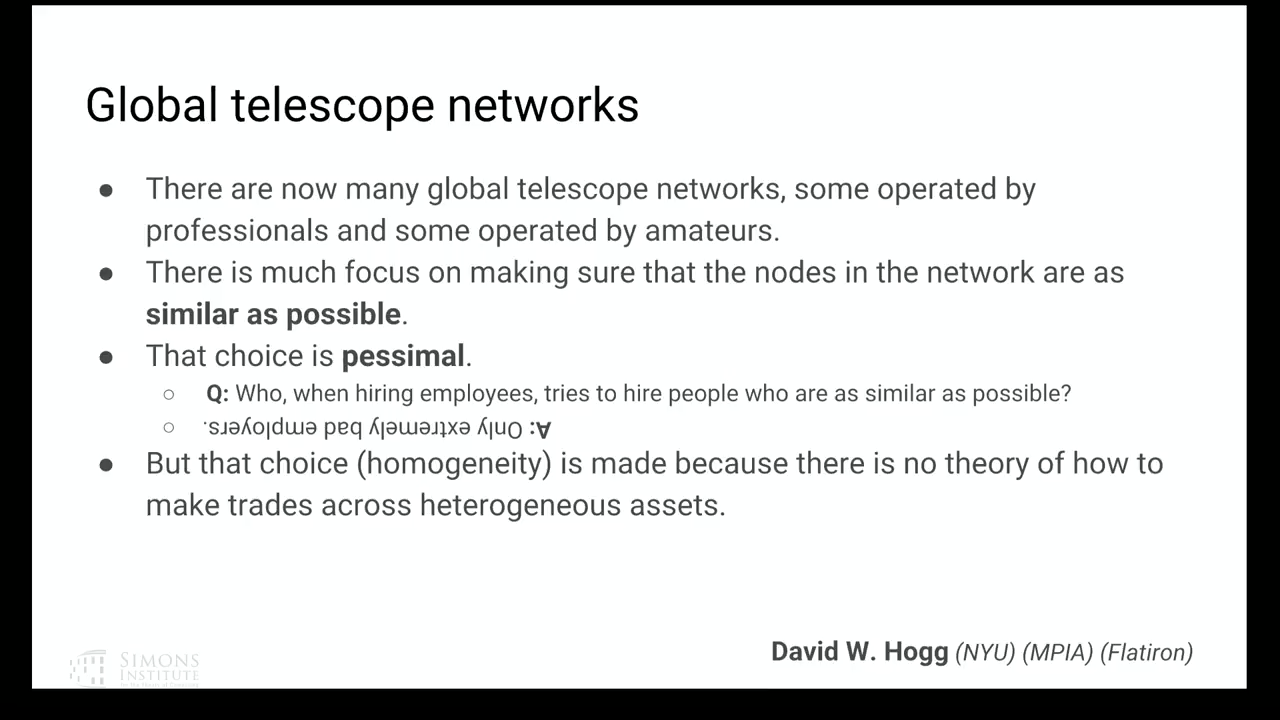 Global telescope networks
● There are now many global telescope networks, some operated by
professionals and some operated by amateurs.
● There is much focus on making sure that the nodes in the network are as
similar as possible.
● That choice is pessimal.
○ Q: Who, when hiring employees, tries to hire people who are as similar as possible?
○ A: Only extremely bad employers.
● But that choice (homogeneity) is made because there is no theory of how to
make trades across heterogeneous assets.
David W. Hogg (NYU) (MPIA) (Flatiron)
SIMONS
INSTITUTE